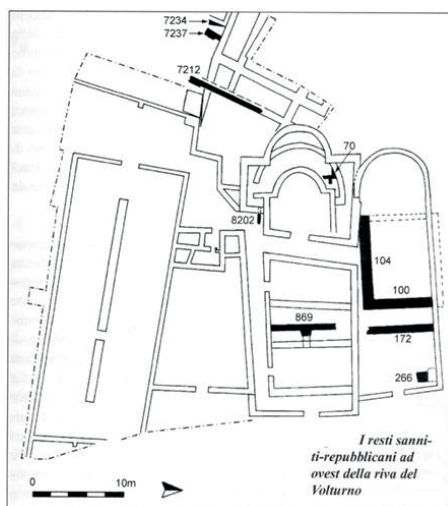 7234
7237
7212
70
8202
104
100
869
172
266
I resti sanni-
ti-repubblicani ad
ovest della riva del
Volturno
0 10m